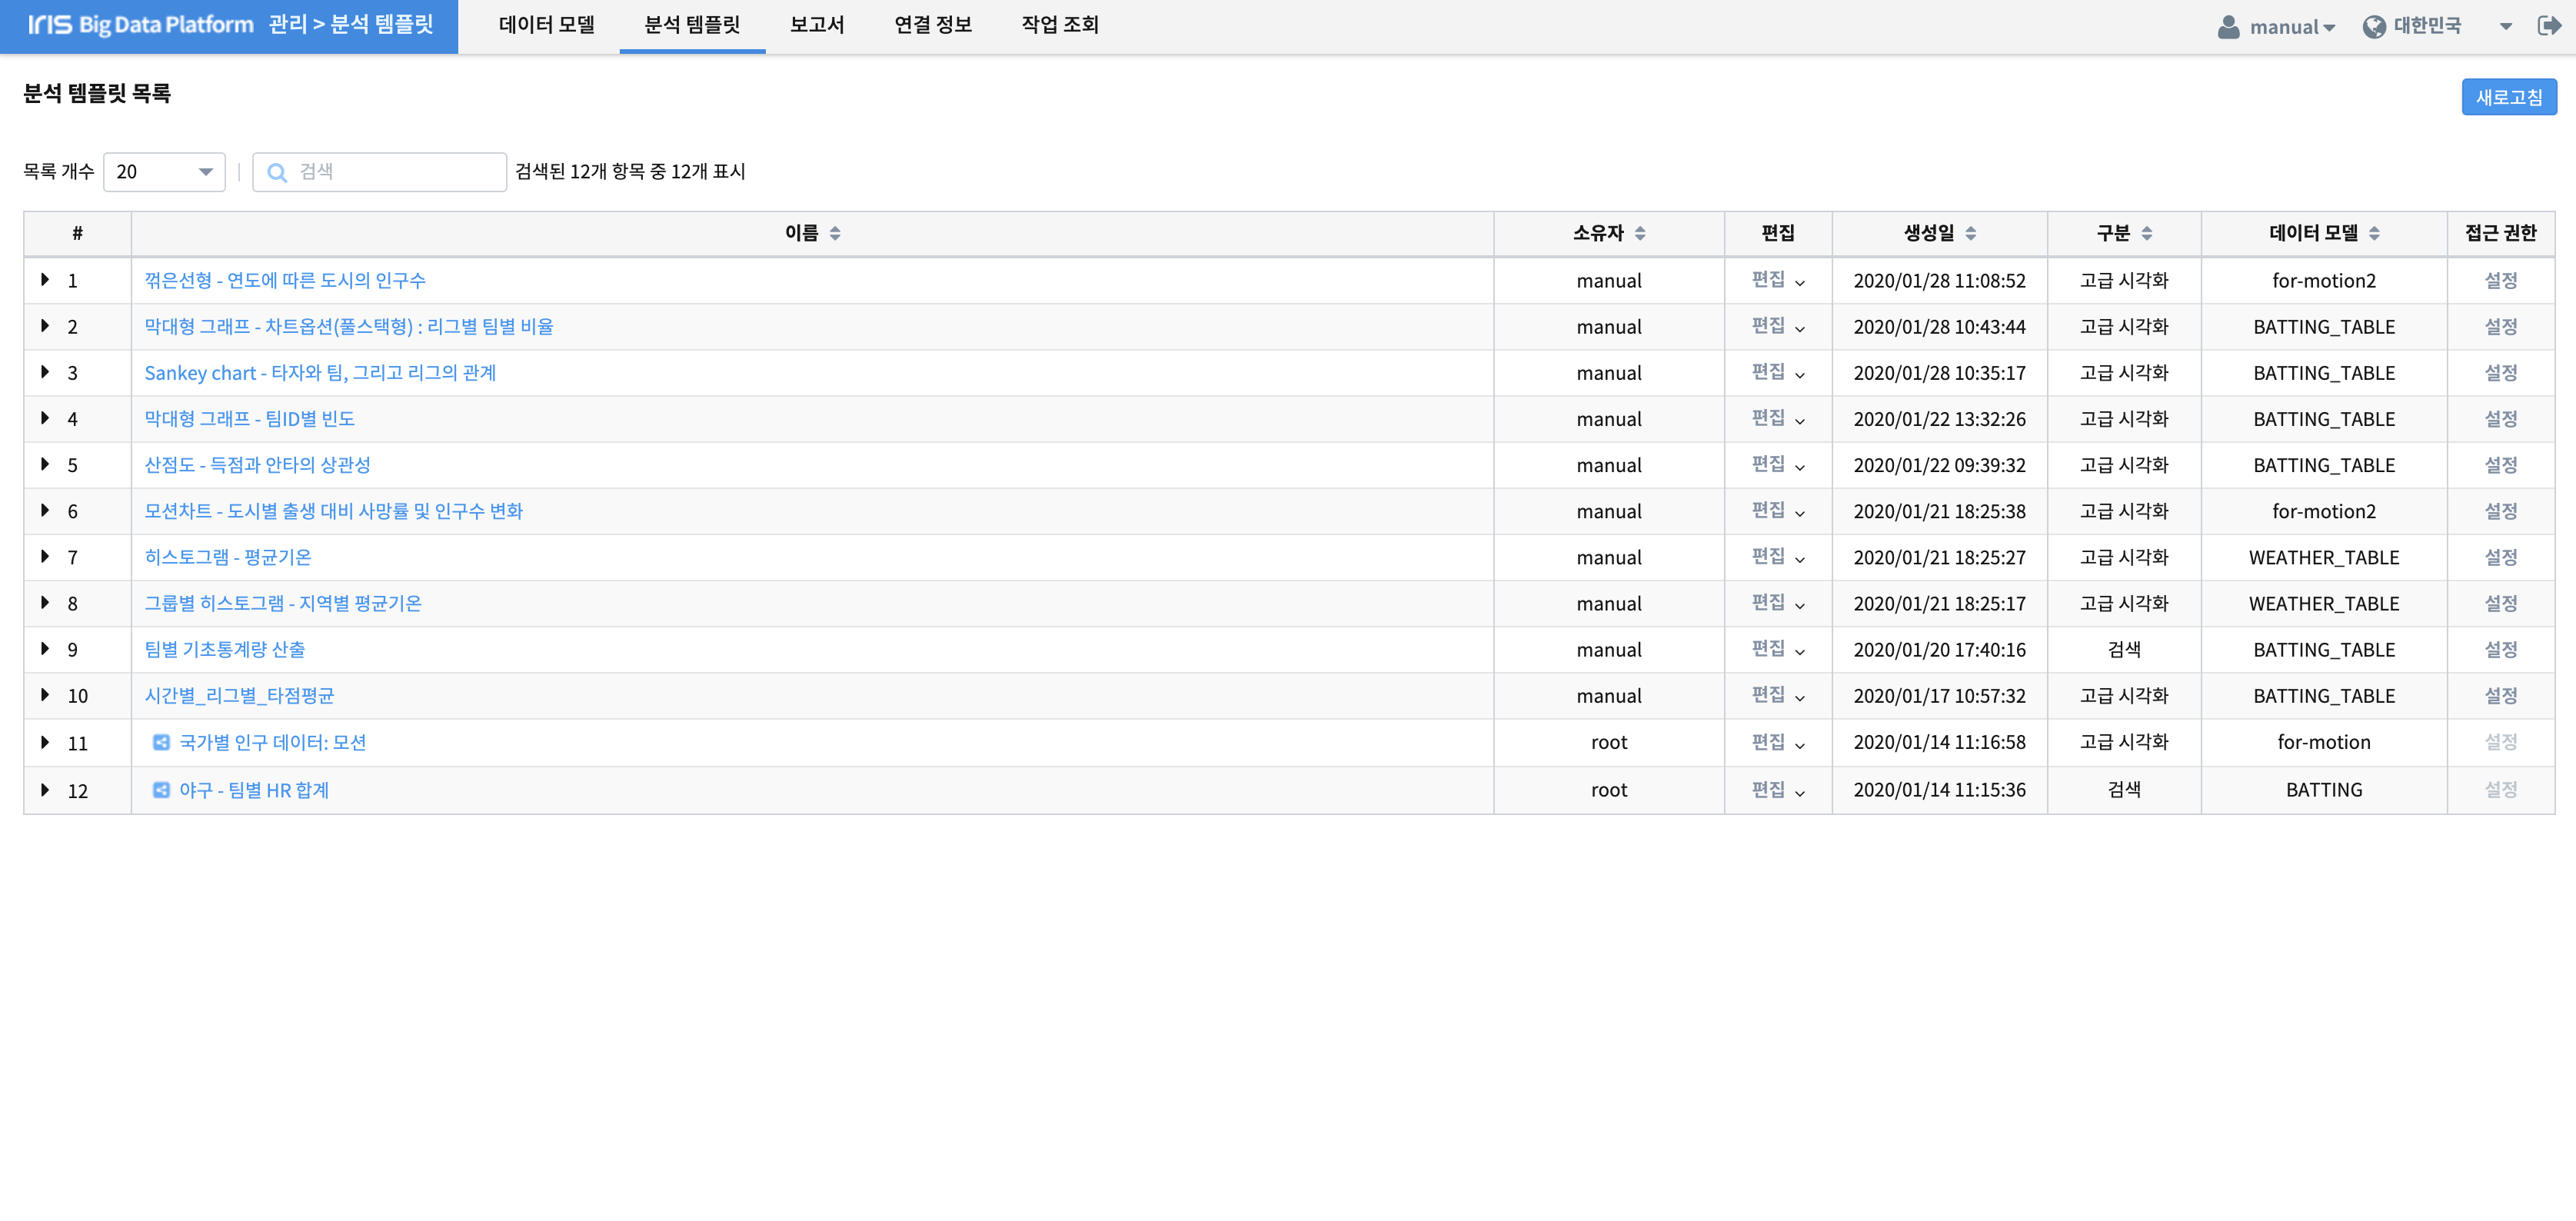 IRIS Big Data Platform 관리 > 분석 템플릿 데이터 모델 분석 템플릿 보고서 연결 정보 작업 조회 manual 대한민국
분석 템플릿 목록 새로고침
목록 개수 20 검색 검색된 12개 항목 중 12개 표시
# 이름 소유자 편집 생성일 구분 데이터 모델 접근 권한
1 꺾은선형 - 연도에 따른 도시의 인구수 manual 편집 2020/01/28 11:08:52 고급 시각화 for-motion2 설정
2 막대형 그래프 - 차트옵션(풀스택형) : 리그별 팀별 비율 manual 편집 2020/01/28 10:43:44 고급 시각화 BATTING_TABLE 설정
3 Sankey chart - 타자와 팀, 그리고 리그의 관계 manual 편집 2020/01/28 10:35:17 고급 시각화 BATTING_TABLE 설정
4 막대형 그래프 - 팀ID별 빈도 manual 편집 2020/01/22 13:32:26 고급 시각화 BATTING_TABLE 설정
5 산점도 - 득점과 안타의 상관성 manual 편집 2020/01/22 09:39:32 고급 시각화 BATTING_TABLE 설정
6 모션차트 - 도시별 출생 대비 사망률 및 인구수 변화 manual 편집 2020/01/21 18:25:38 고급 시각화 for-motion2 설정
7 히스토그램 - 평균기온 manual 편집 2020/01/21 18:25:27 고급 시각화 WEATHER_TABLE 설정
8 그룹별 히스토그램 - 지역별 평균기온 manual 편집 2020/01/21 18:25:17 고급 시각화 WEATHER_TABLE 설정
9 팀별 기초통계량 산출 manual 편집 2020/01/20 17:40:16 검색 BATTING_TABLE 설정
10 시간별_리그별_타점평균 manual 편집 2020/01/17 10:57:32 고급 시각화 BATTING_TABLE 설정
11 국가별 인구 데이터: 모션 root 편집 2020/01/14 11:16:58 고급 시각화 for-motion 설정
12 야구 - 팀별 HR 합계 root 편집 2020/01/14 11:15:36 검색 BATTING 설정